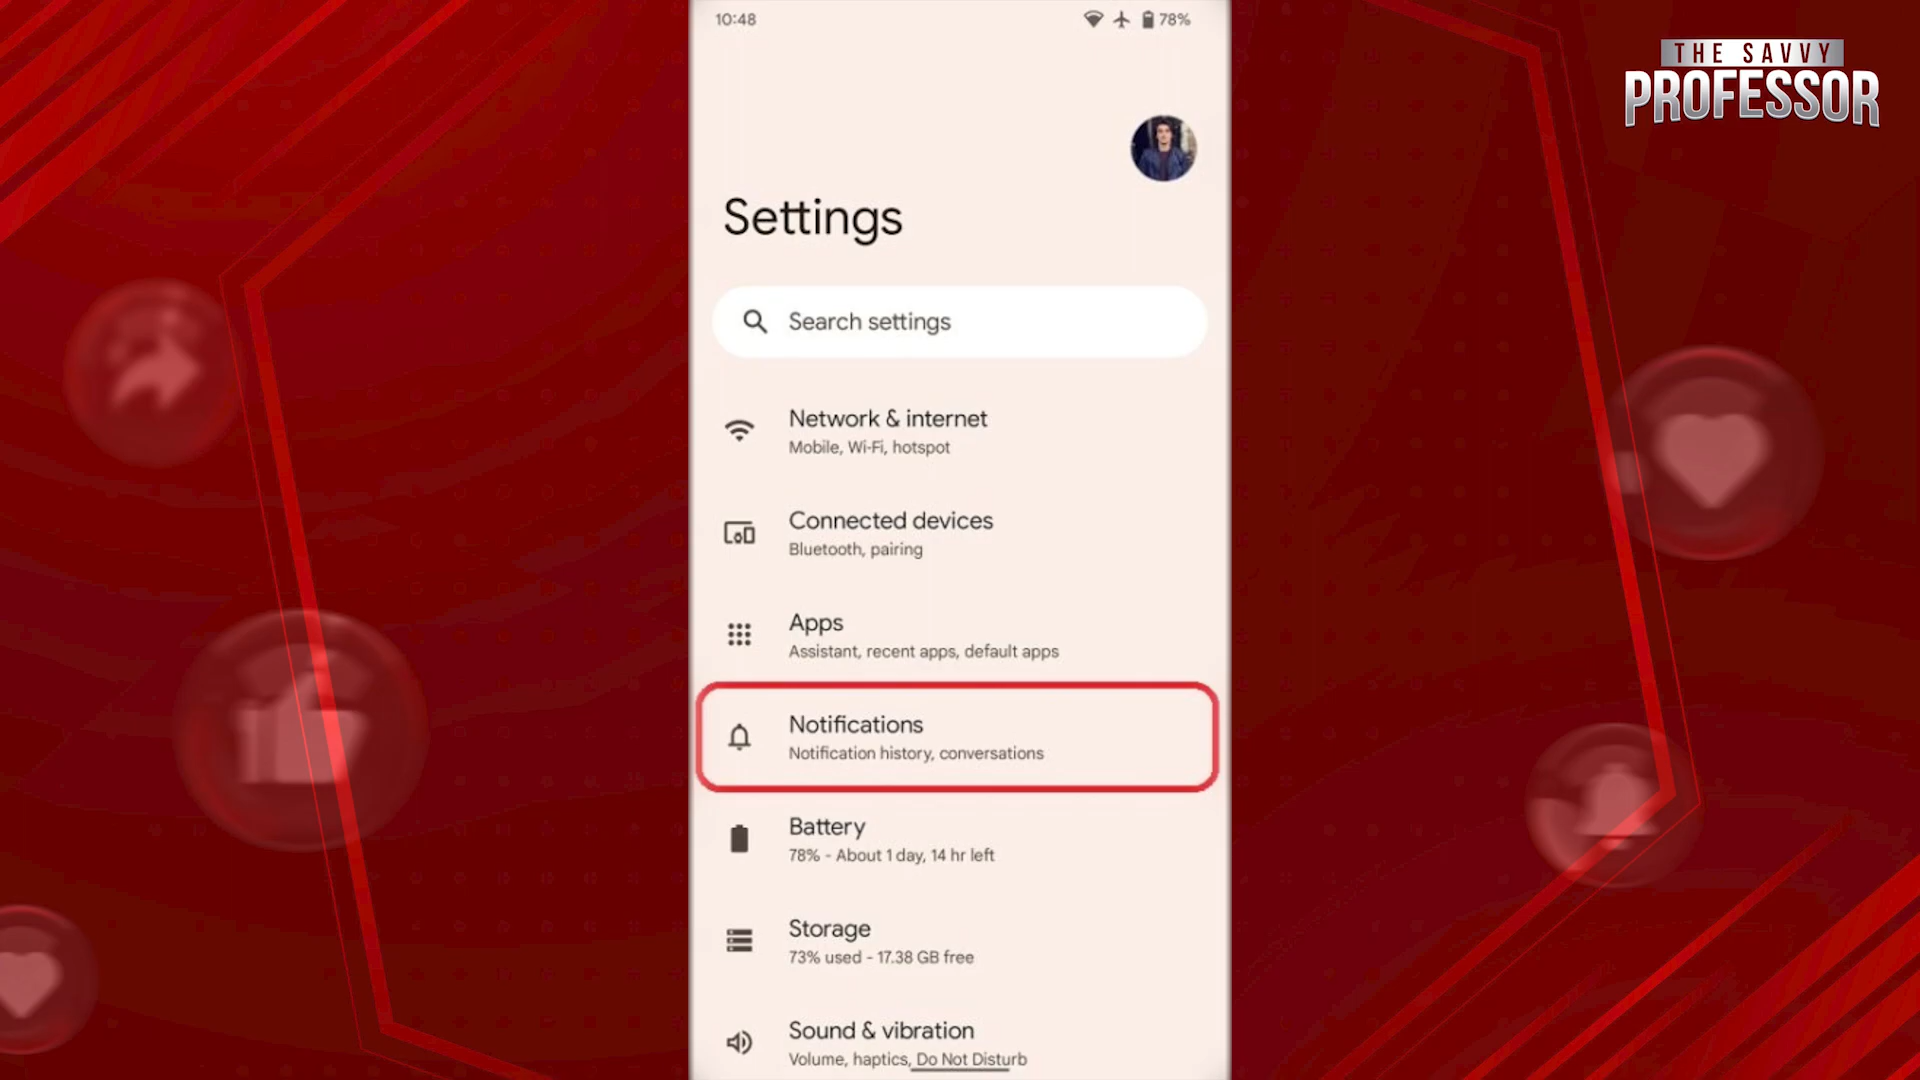 10:48
78%
THE SAVVY
PROFESSOR
Settings
Search settings
Network & internet
Mobile, Wi-Fi, hotspot
Connected devices
Bluetooth, pairing
Apps
Assistant, recent apps, default apps
Notifications
Notification history, conversations
Battery
78% - About 1 day, 14 hr left
Storage
73% used - 17.38 GB free
Sound & vibration
Volume, haptics, Do Not Disturb